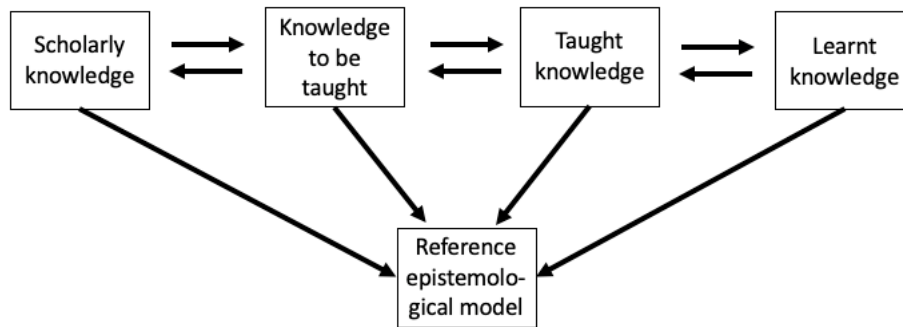 Scholarly
knowledge
Knowledge
to be
taught
Taught
knowledge
Learnt
knowledge
Reference
epistemolo-
gical model